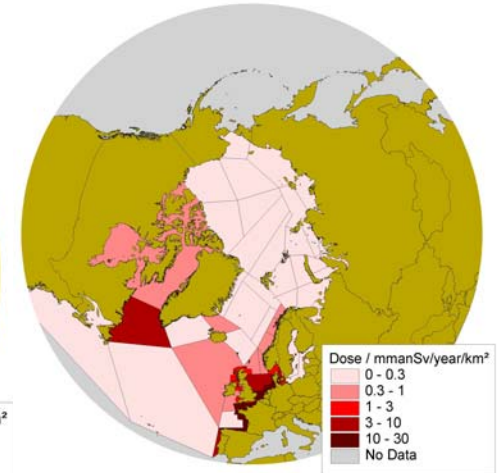 Dose / mmanSv/year/km²
0 - 0.3
0.3 - 1
1 - 3
3 - 10
10 - 30
No Data